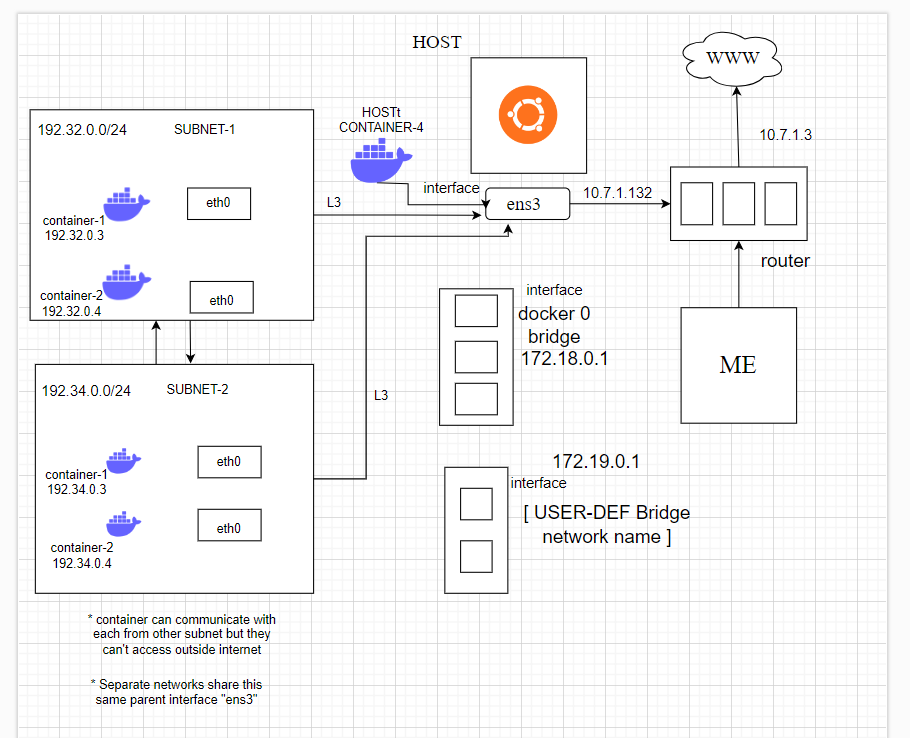 HOST
WWW
10.7.1.3
HOSTt
CONTAINER-4
192.32.0.0/24
SUBNET-1
container-1
192.32.0.3
eth0
container-2
192.32.0.4
eth0
L3
interface
ens3
10.7.1.132
router
ME
interface
docker 0
bridge
172.18.0.1
192.34.0.0/24
SUBNET-2
L3
container-1
192.34.0.3
eth0
container-2
192.34.0.4
eth0
172.19.0.1
interface
[ USER-DEF Bridge
network name ]
* container can communicate with
each from other subnet but they
can't access outside internet
* Separate networks share this
same parent interface "ens3"